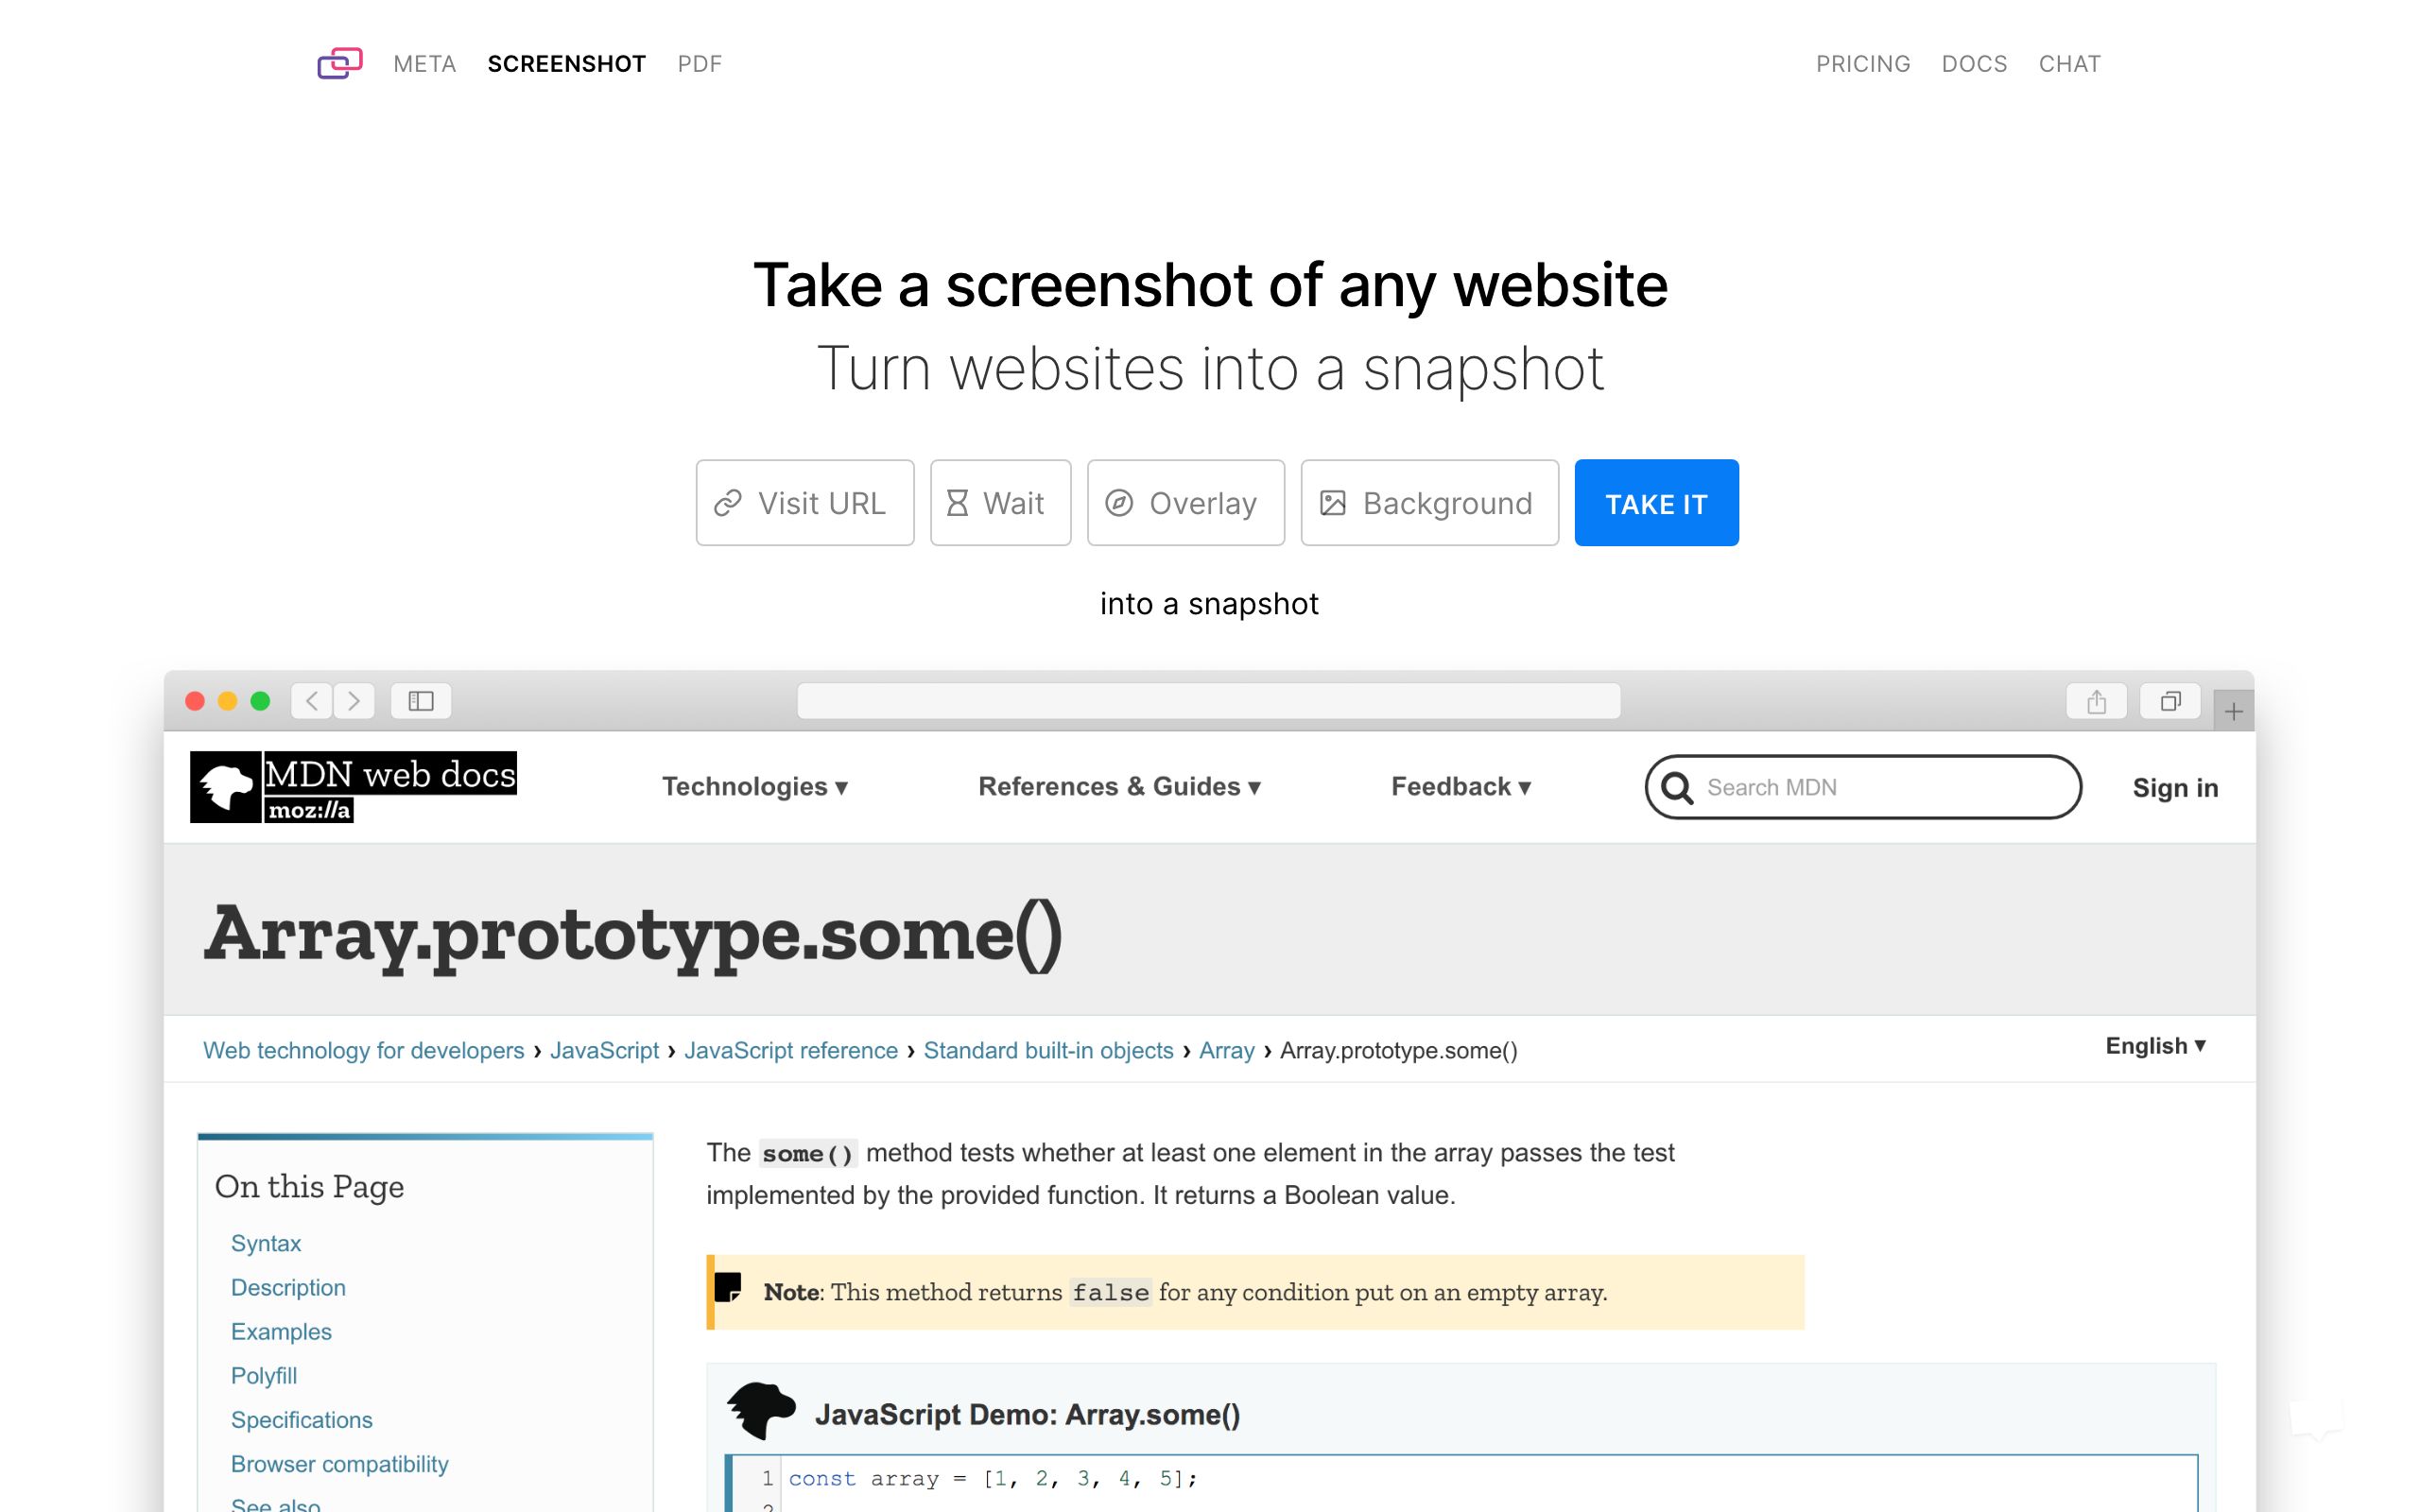 META SCREENSHOT PDF PRICING DOCS CHAT
Take a screenshot of any website
Turn websites into a snapshot
Visit URL Wait Overlay Background TAKE IT
into a snapshot
MDN web docs
moz://a
Technologies ▾ References & Guides ▾ Feedback ▾ Search MDN Sign in
Array.prototype.some()
Web technology for developers › JavaScript › JavaScript reference › Standard built-in objects › Array › Array.prototype.some()
English ▾
On this Page
Syntax
Description
Examples
Polyfill
Specifications
Browser compatibility
See also
The some() method tests whether at least one element in the array passes the test
implemented by the provided function. It returns a Boolean value.
Note: This method returns false for any condition put on an empty array.
JavaScript Demo: Array.some()
1 const array = [1, 2, 3, 4, 5];
2